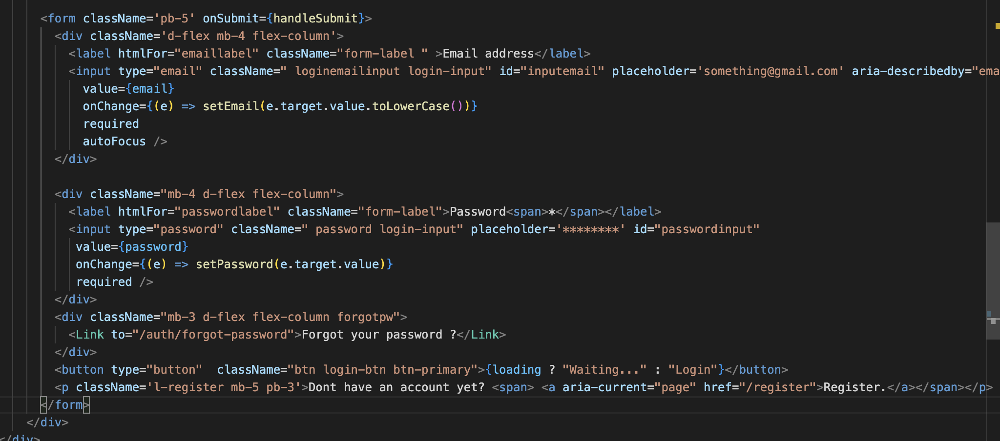 <form className='pb-5' onSubmit={handleSubmit}>
<div className='d-flex mb-4 flex-column'>
<label htmlFor="emaillabel" className="form-label " >Email address</label>
<input type="email" className=" loginemailinput login-input" id="inputemail" placeholder='something@gmail.com' aria-describedby="ema
value={email}
onChange={(e) => setEmail(e.target.value.toLowerCase())}
required
autoFocus />
</div>
<div className="mb-4 d-flex flex-column">
<label htmlFor="passwordlabel" className="form-label">Password<span>*</span></label>
<input type="password" className=" password login-input" placeholder='********' id="passwordinput"
value={password}
onChange={(e) => setPassword(e.target.value)}
required />
</div>
<div className="mb-3 d-flex flex-column forgotpw">
<Link to="/auth/forgot-password">Forgot your password ?</Link>
</div>
<button type="button"  className="btn login-btn btn-primary">{loading ? "Waiting..." : "Login"}</button>
<p className='l-register mb-5 pb-3'>Dont have an account yet? <span> <a aria-current="page" href="/register">Register.</a></span></p>
</form>
</div>
</div>